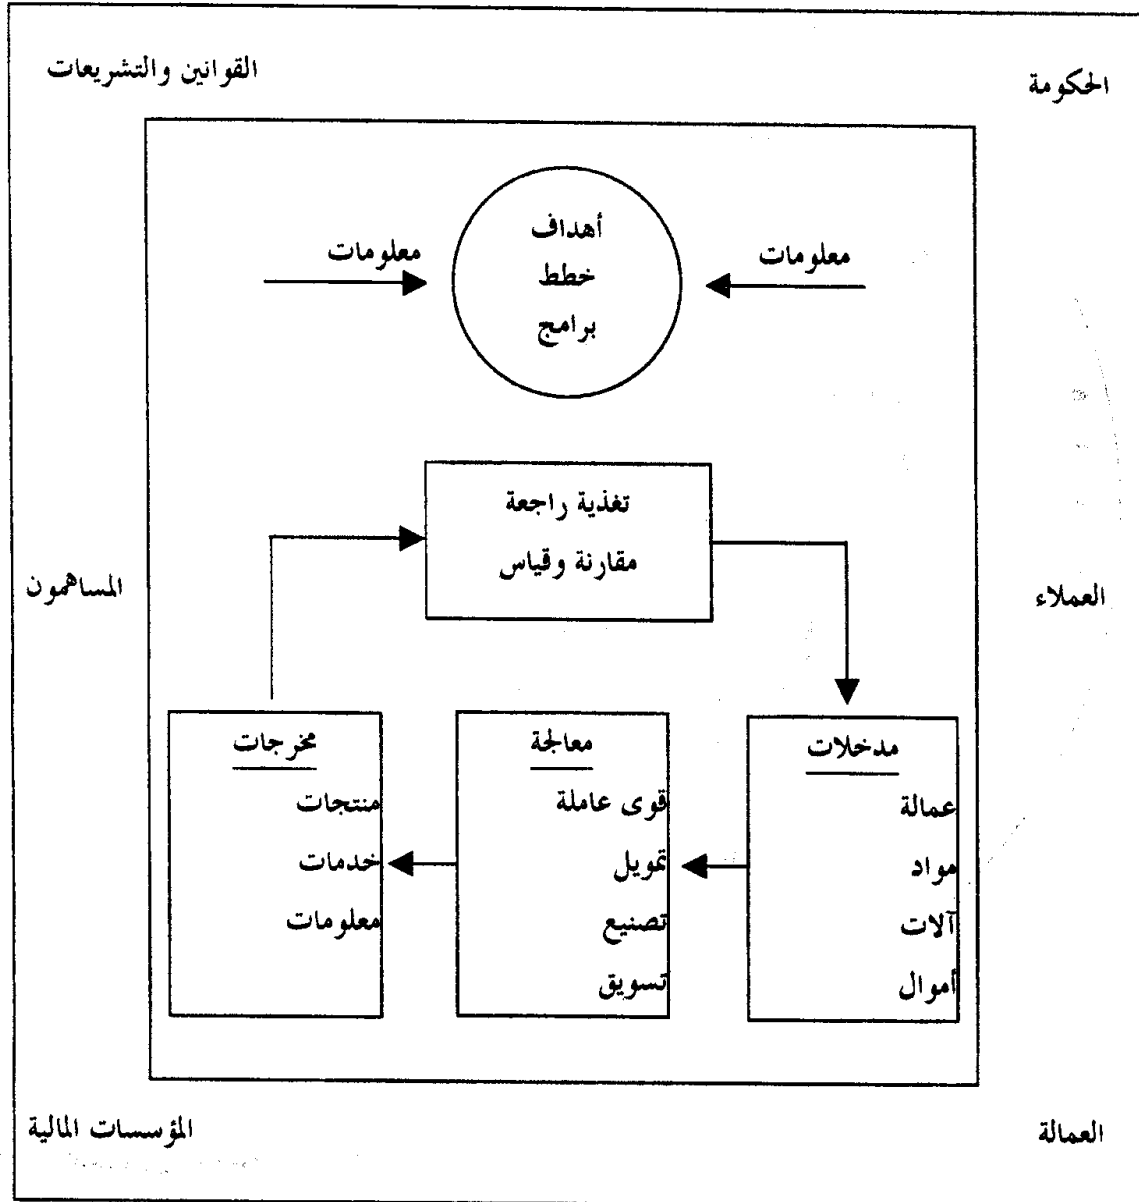 الحكومة
القوانين والتشريعات
أهداف
خطط
برامج
معلومات
معلومات
تغذية راجعة
مقارنة وقياس
العملاء
المساهمون
مدخلات
عمالة
مواد
آلات
أموال
معالجة
قوى عاملة
تمويل
تصنيع
تسويق
مخرجات
منتجات
خدمات
معلومات
العمالة
المؤسسات المالية